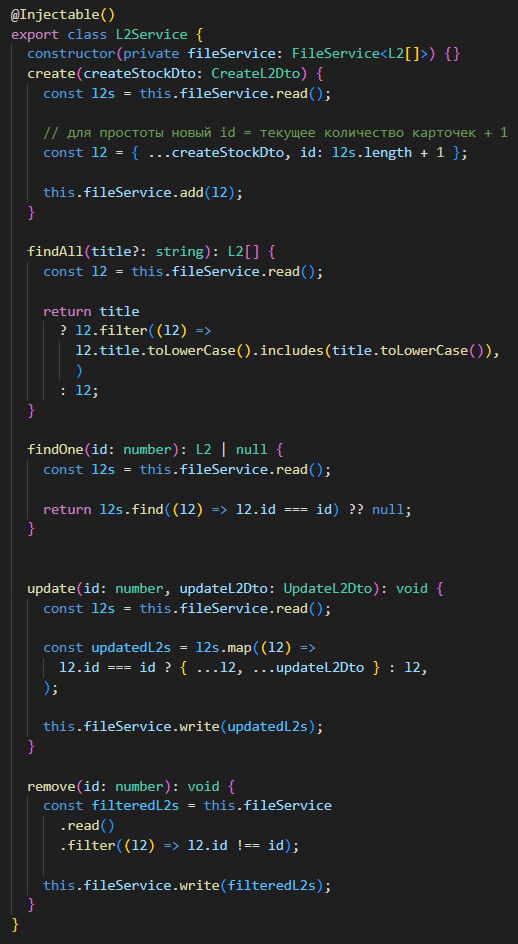 @Injectable()
export class L2Service {
  constructor(private fileService: FileService<L2[]>) {}
  create(createStockDto: CreateL2Dto) {
    const l2s = this.fileService.read();

    // для простоты новый id = текущее количество карточек + 1
    const l2 = { ...createStockDto, id: l2s.length + 1 };

    this.fileService.add(l2);
  }

  findAll(title?: string): L2[] {
    const l2 = this.fileService.read();

    return title
      ? l2.filter((l2) =>
        l2.title.toLowerCase().includes(title.toLowerCase()),
        )
      : l2;
  }

  findOne(id: number): L2 | null {
    const l2s = this.fileService.read();

    return l2s.find((l2) => l2.id === id) ?? null;
  }


  update(id: number, updateL2Dto: UpdateL2Dto): void {
    const l2s = this.fileService.read();

    const updatedL2s = l2s.map((l2) =>
      l2.id === id ? { ...l2, ...updateL2Dto } : l2,
    );

    this.fileService.write(updatedL2s);
  }

  remove(id: number): void {
    const filteredL2s = this.fileService
      .read()
      .filter((l2) => l2.id !== id);

    this.fileService.write(filteredL2s);
  }
}